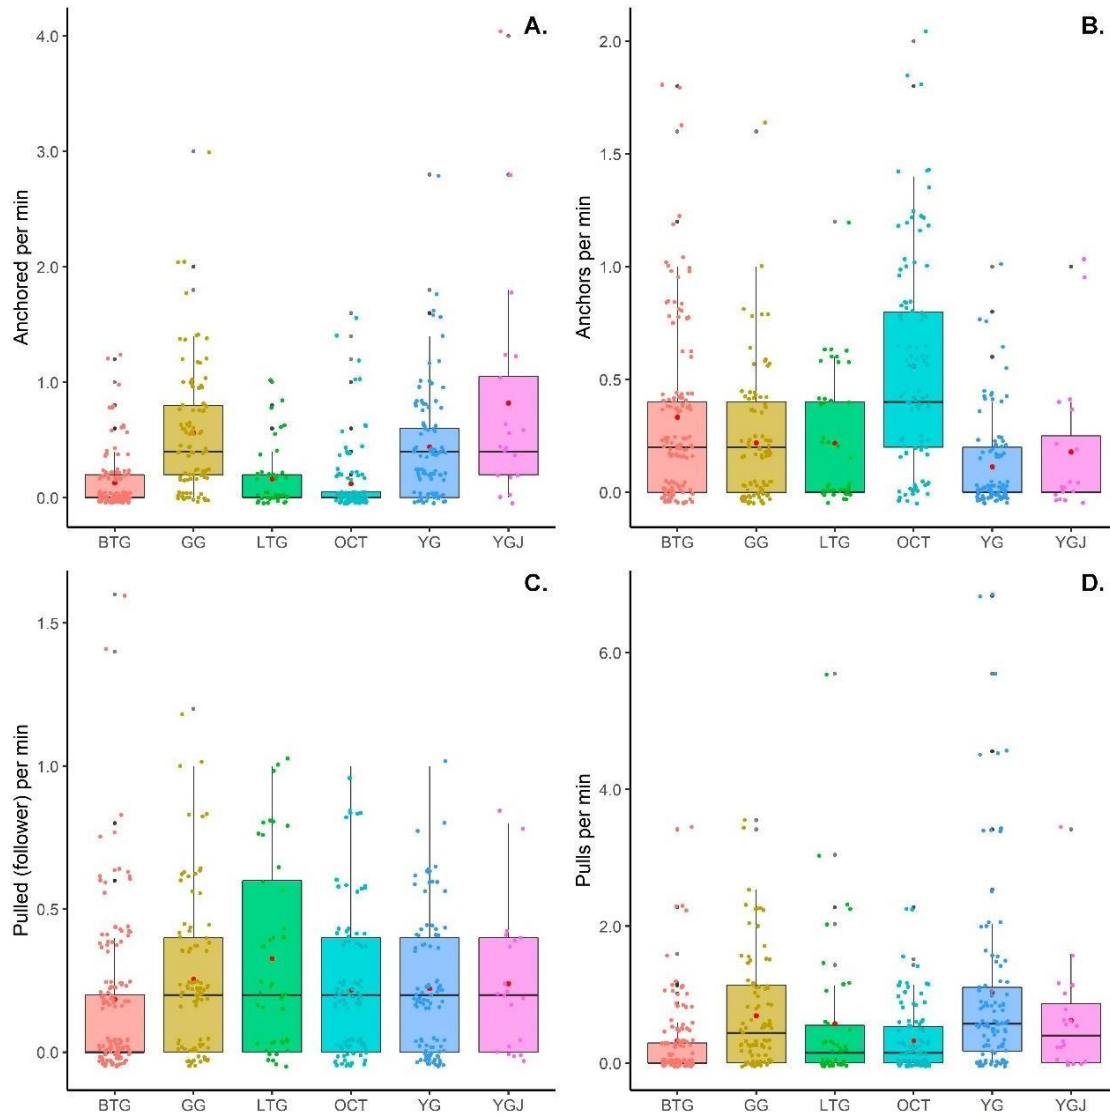 A.
Anchored per min
4.0
3.0
2.0
1.0
0.0
BTG GG LTG OCT YG YGJ
B.
Anchors per min
2.0
1.5
1.0
0.5
0.0
BTG GG LTG OCT YG YGJ
C.
Pulled (follower) per min
1.5
1.0
0.5
0.0
BTG GG LTG OCT YG YGJ
D.
Pulls per min
6.0
4.0
2.0
0.0
BTG GG LTG OCT YG YGJ